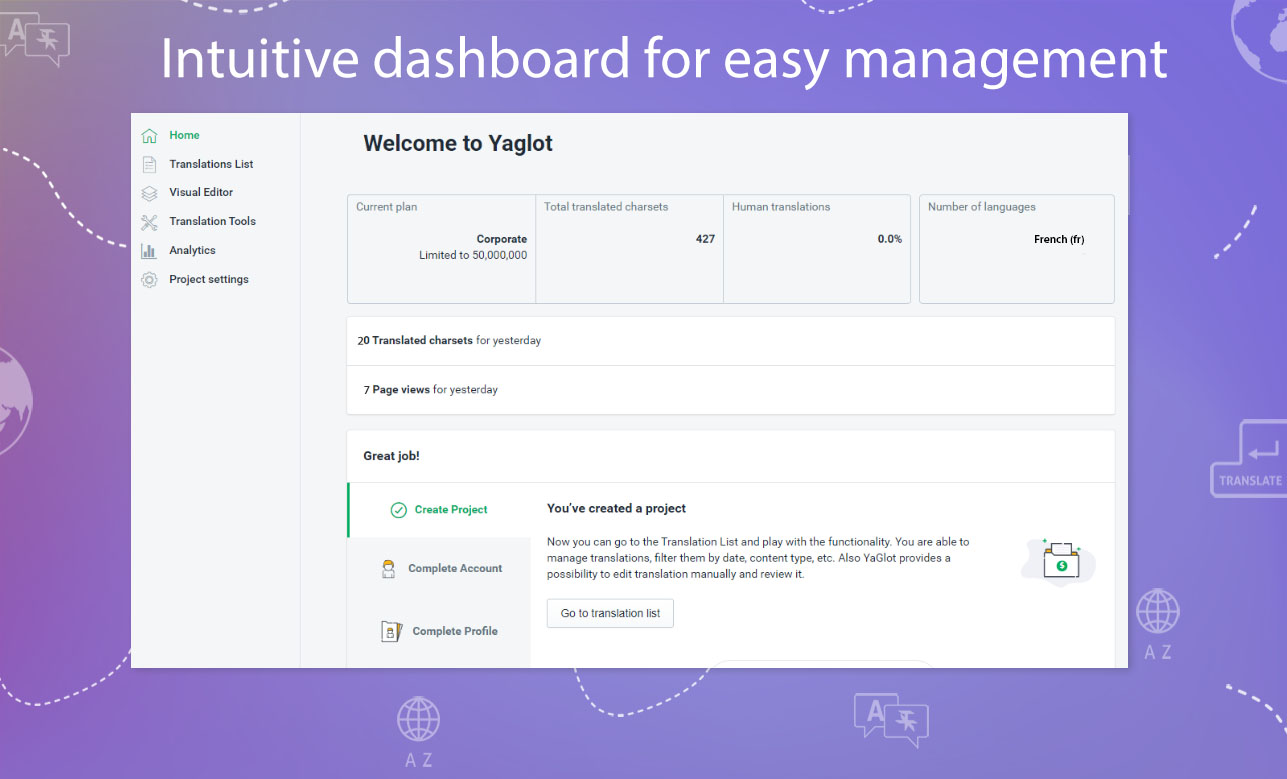 Intuitive dashboard for easy management
Home
Translations List
Visual Editor
Translation Tools
Analytics
Project settings
Welcome to Yaglot
Current plan
Corporate
Limited to 50,000,000
Total translated charsets
427
Human translations
0.0%
Number of languages
French (fr)
20 Translated charsets for yesterday
7 Page views for yesterday
Great job!
Create Project
Complete Account
Complete Profile
You've created a project
Now you can go to the Translation List and play with the functionality. You are able to
manage translations, filter them by date, content type, etc. Also YaGlot provides a
possibility to edit translation manually and review it.
Go to translation list
A
TRANSLATE
A Z
A Z
A